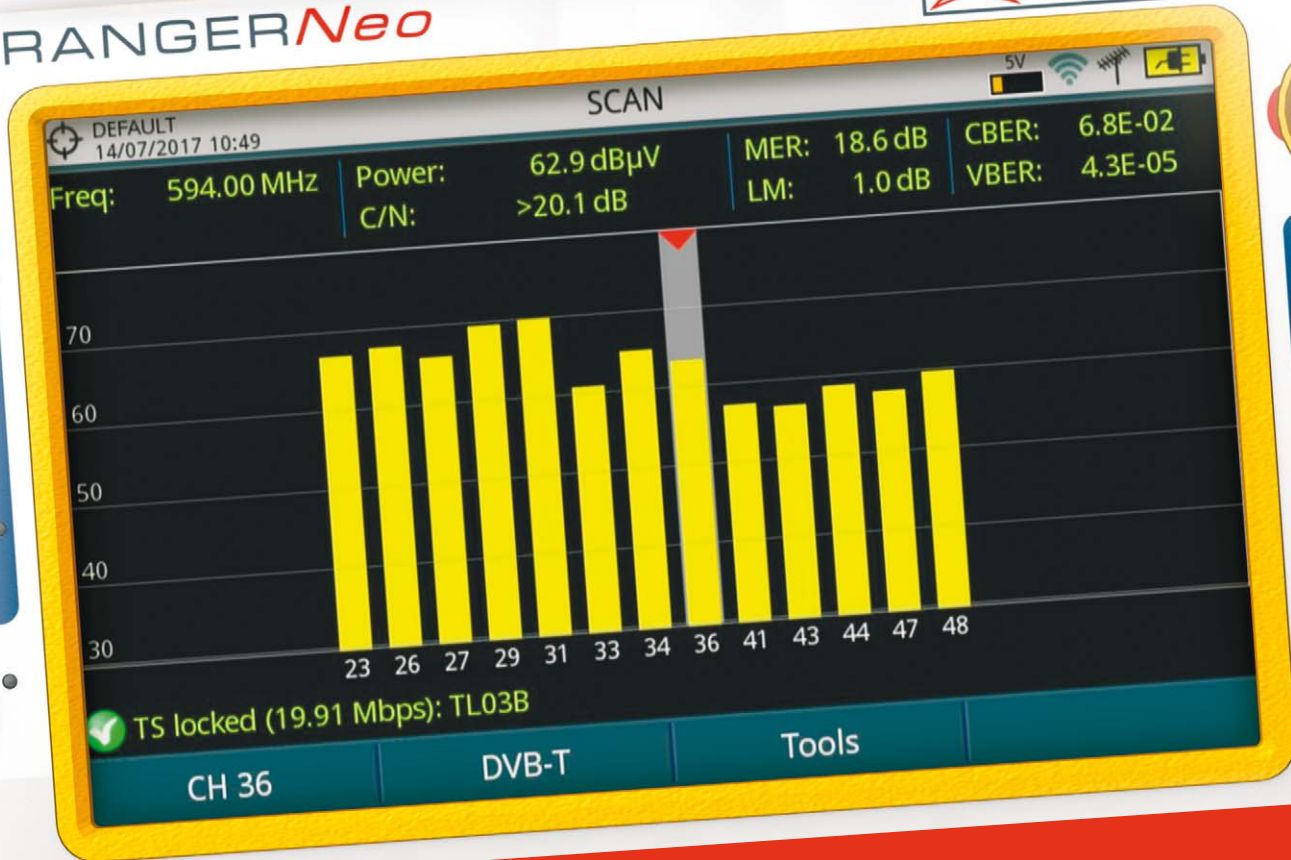 RANGERNeo
DEFAULT
14/07/2017 10:49
SCAN
5V
Freq: 594.00 MHz
Power: 62.9 dBµV
C/N: >20.1 dB
MER: 18.6 dB
LM: 1.0 dB
CBER: 6.8E-02
VBER: 4.3E-05
70
60
50
40
30
23 26 27 29 31 33 34 36 41 43 44 47 48
TS locked (19.91 Mbps): TL03B
CH 36
DVB-T
Tools